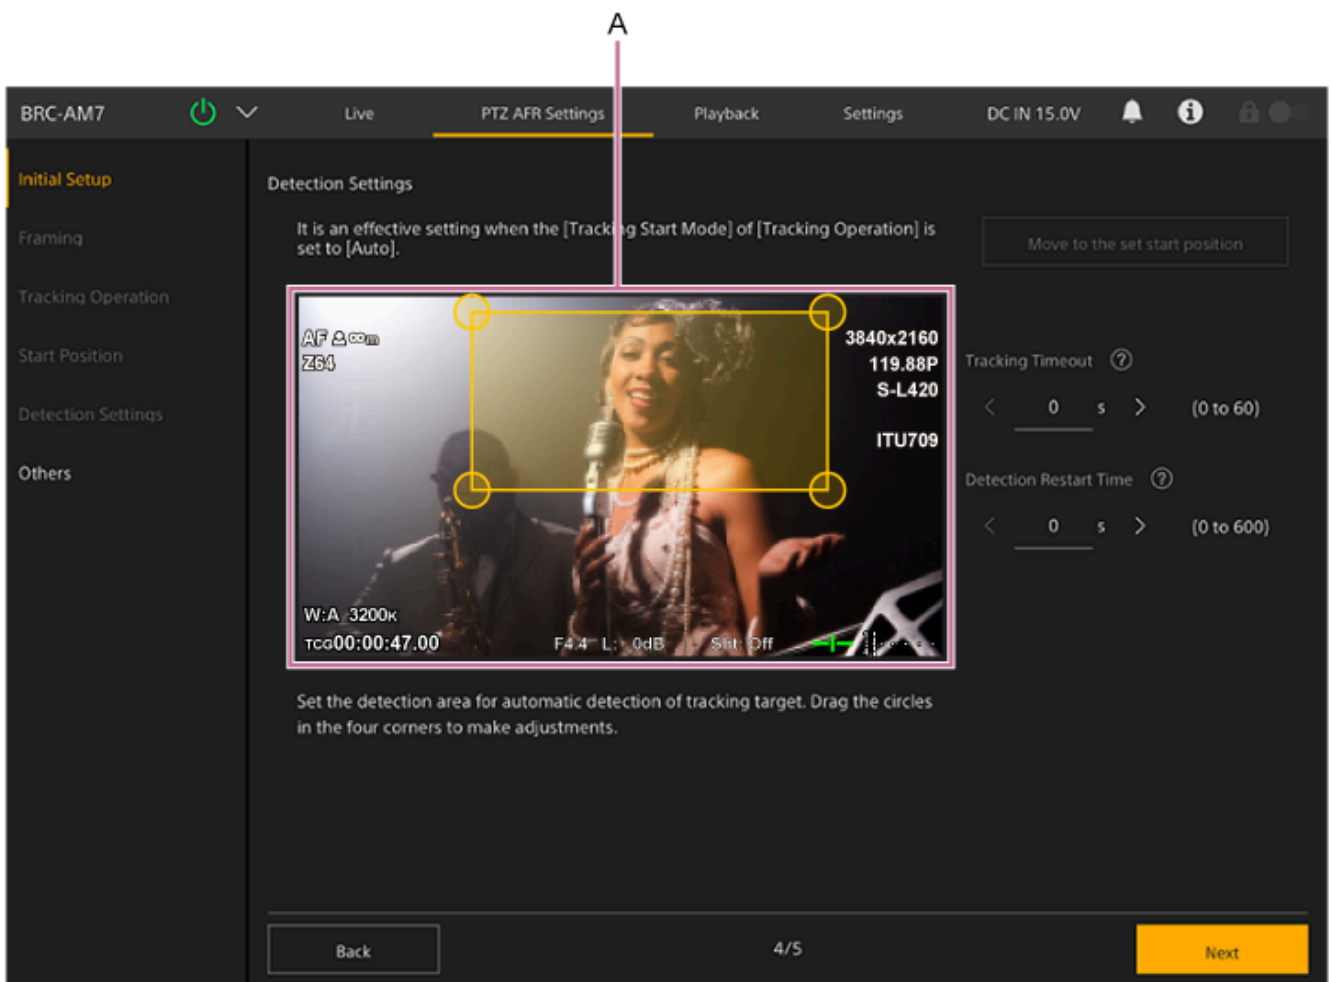 A
BRC-AM7 Live PTZ AFR Settings Playback Settings DC IN 15.0V
Initial Setup
Framing
Tracking Operation
Start Position
Detection Settings
Others
Detection Settings
It is an effective setting when the [Tracking Start Mode] of [Tracking Operation] is
set to [Auto].
Move to the set start position
AF ∞m
Z64
3840x2160
119.88P
S-L420
ITU709
W:A 3200K
TCG00:00:47.00
F4.4 L: 0dB Sht: Off
Tracking Timeout ?
< 0 s > (0 to 60)
Detection Restart Time ?
< 0 s > (0 to 600)
Set the detection area for automatic detection of tracking target. Drag the circles
in the four corners to make adjustments.
Back
4/5
Next